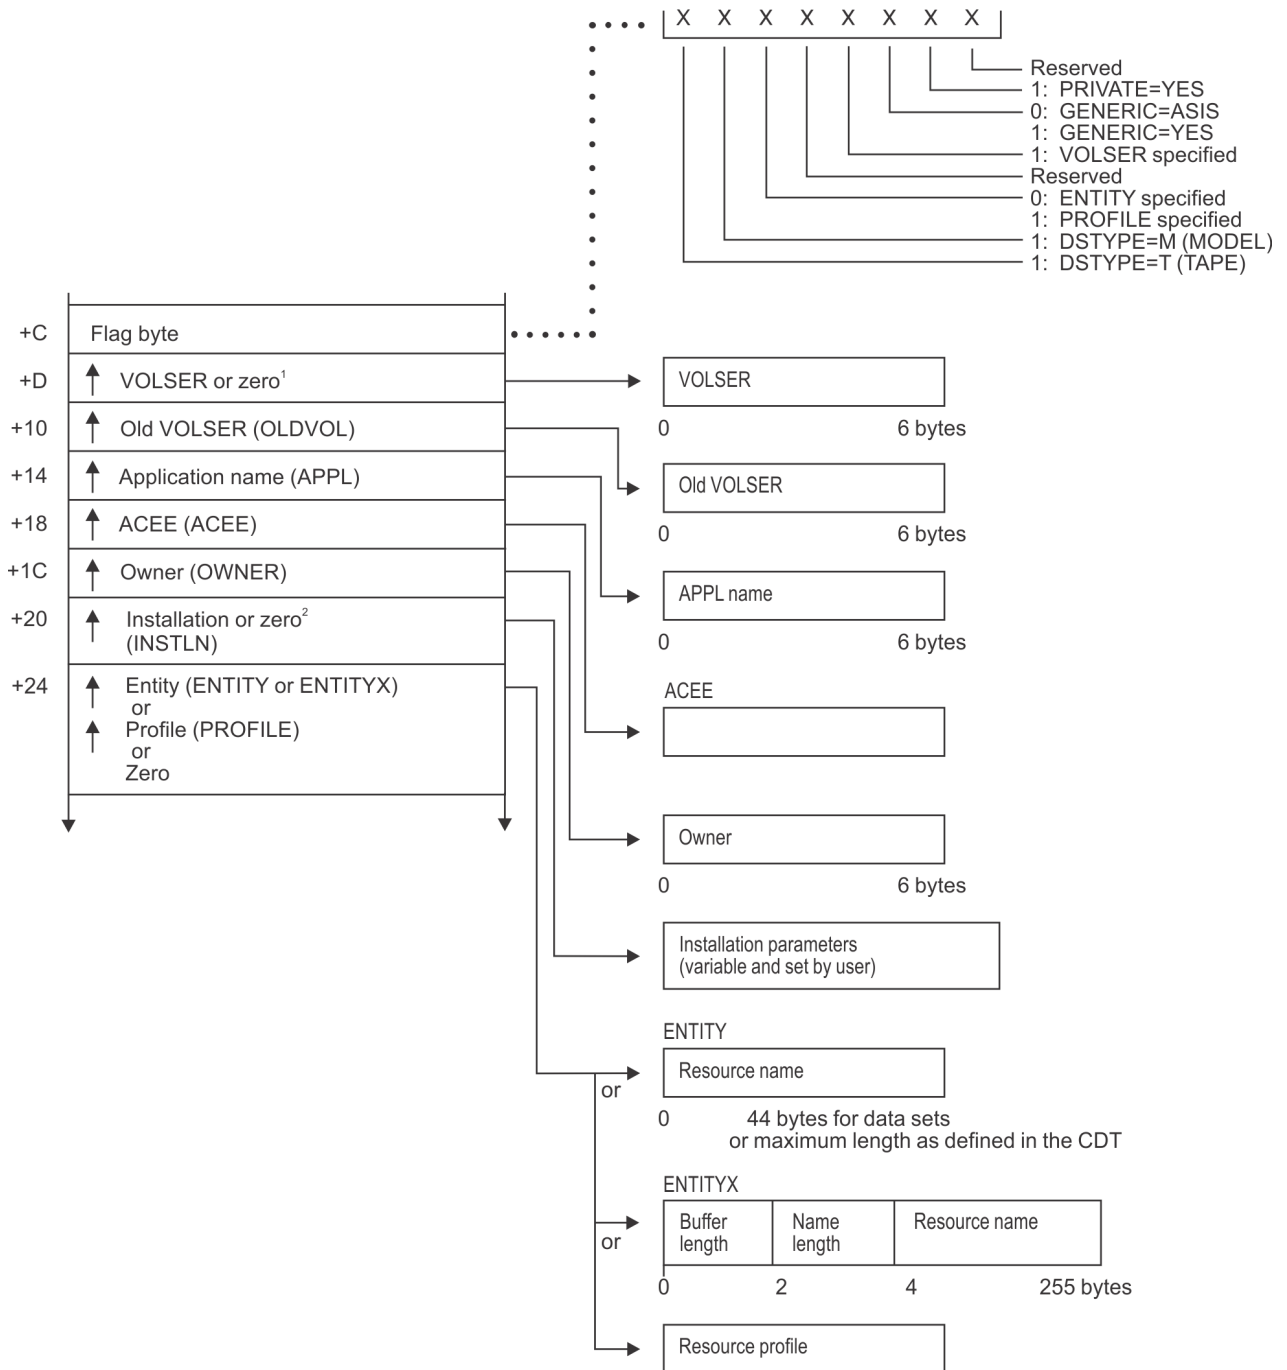 X X X X X X X X
Reserved
1: PRIVATE=YES
0: GENERIC=ASIS
1: GENERIC=YES
1: VOLSER specified
Reserved
0: ENTITY specified
1: PROFILE specified
1: DSTYPE=M (MODEL)
1: DSTYPE=T (TAPE)
+C Flag byte
+D VOLSER or zero¹
+10 Old VOLSER (OLDVOL)
+14 Application name (APPL)
+18 ACEE (ACEE)
+1C Owner (OWNER)
+20 Installation or zero²
(INSTLN)
+24 Entity (ENTITY or ENTITYX)
or
Profile (PROFILE)
or
Zero
VOLSER
0 6 bytes
Old VOLSER
0 6 bytes
APPL name
0 6 bytes
ACEE
Owner
0 6 bytes
Installation parameters
(variable and set by user)
ENTITY
Resource name
or
0 44 bytes for data sets
or maximum length as defined in the CDT
ENTITYX
Buffer length
Name length
Resource name
or
0 2 4 255 bytes
Resource profile